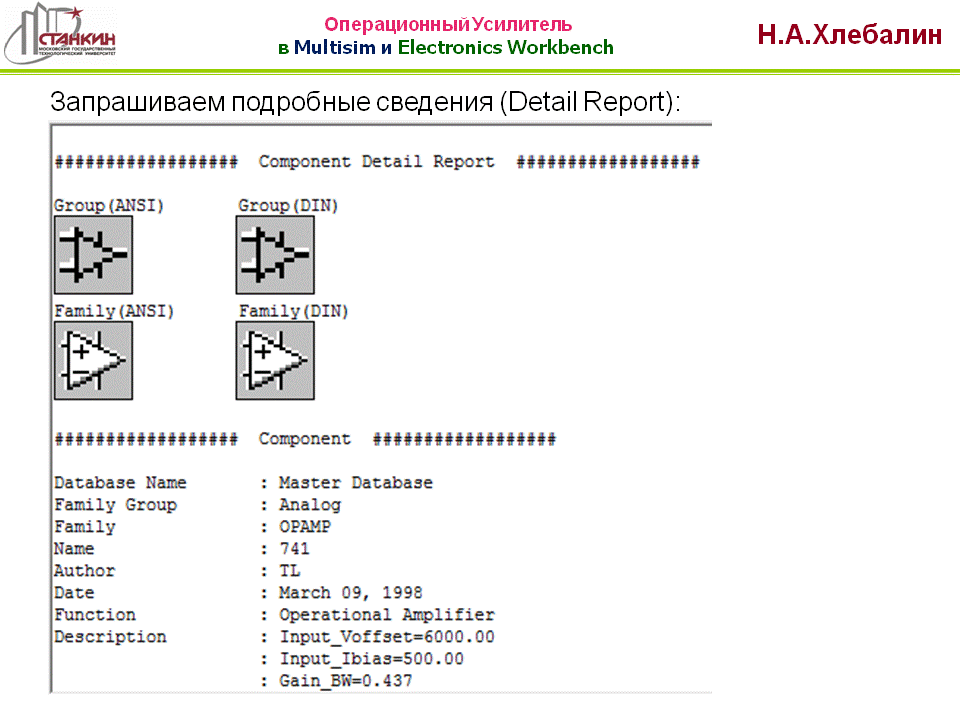 СТАНКИН
МОСКОВСКИЙ ГОСУДАРСТВЕННЫЙ
ТЕХНОЛОГИЧЕСКИЙ УНИВЕРСИТЕТ
Операционный Усилитель
в Multisim и Electronics Workbench
Н.А.Хлебалин
Запрашиваем подробные сведения (Detail Report):
################## Component Detail Report ##################
Group(ANSI) Group(DIN)
Family(ANSI) Family(DIN)
################## Component ##################
Database Name : Master Database
Family Group : Analog
Family : OPAMP
Name : 741
Author : TL
Date : March 09, 1998
Function : Operational Amplifier
Description : Input_Voffset=6000.00
: Input_Ibias=500.00
: Gain_BW=0.437